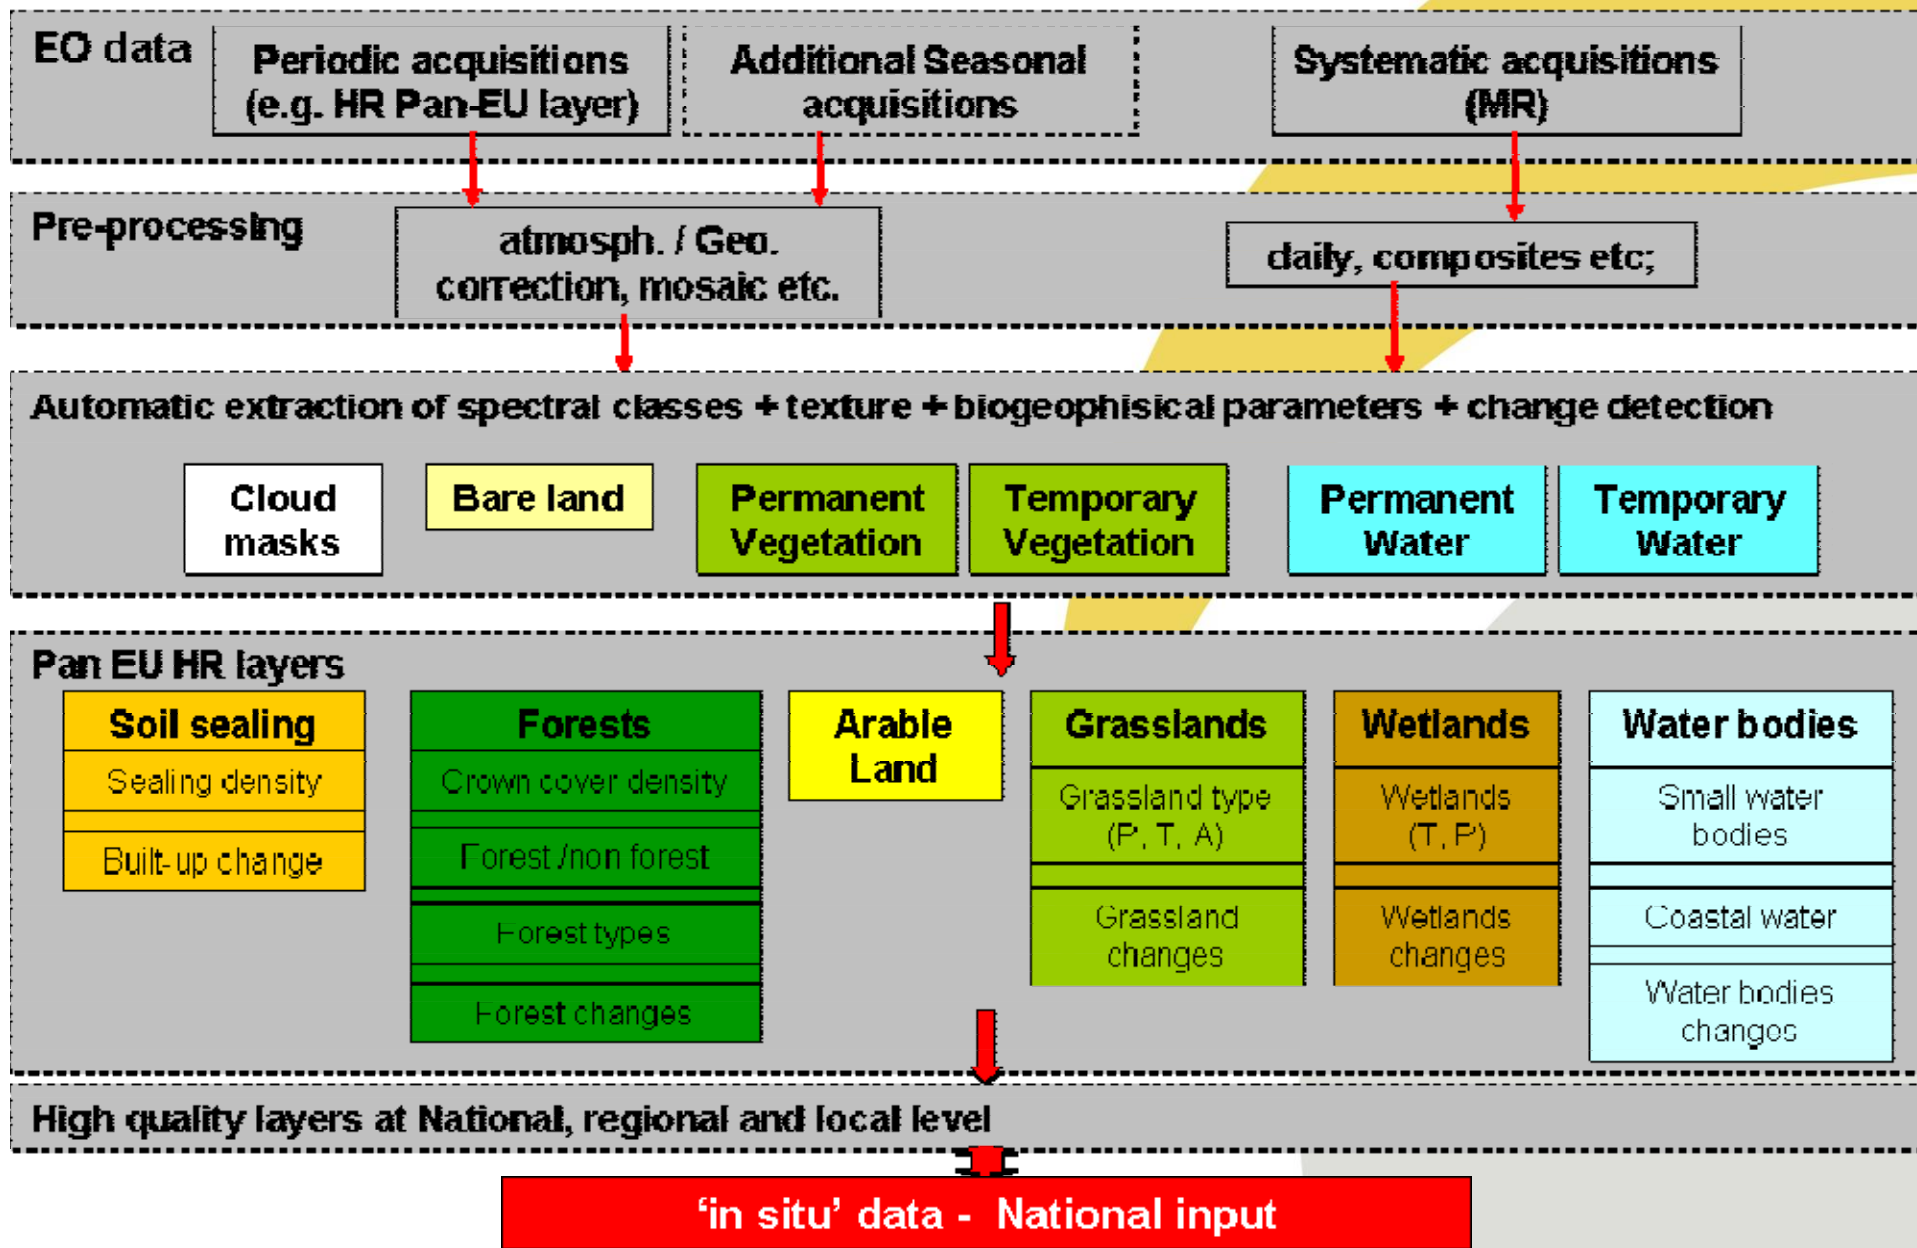 EO data
Periodic acquisitions
(e.g. HR Pan-EU layer)
Additional Seasonal
acquisitions
Systematic acquisitions
(MR)
Pre-processing
atmosph. / Geo.
correction, mosaic etc.
daily, composites etc;
Automatic extraction of spectral classes + texture + biogeophisical parameters + change detection
Cloud
masks
Bare land
Permanent
Vegetation
Temporary
Vegetation
Permanent
Water
Temporary
Water
Pan EU HR layers
Soil sealing
Sealing density
Built-up change
Forests
Crown cover density
Forest /non forest
Forest types
Forest changes
Arable
Land
Grasslands
Grassland type
(P, T, A)
Grassland
changes
Wetlands
Wetlands
(T, P)
Wetlands
changes
Water bodies
Small water
bodies
Coastal water
Water bodies
changes
High quality layers at National, regional and local level
‘in situ’ data -  National input